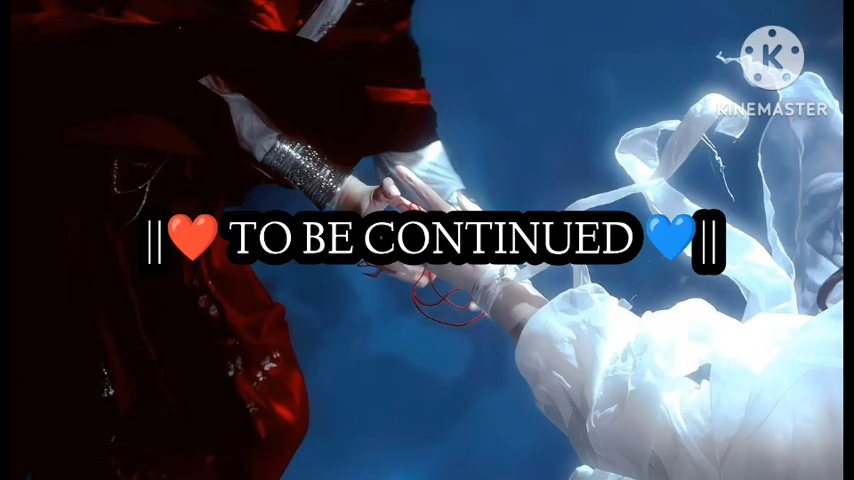 K
KINEMASTER
||❤️ TO BE CONTINUED 💙||